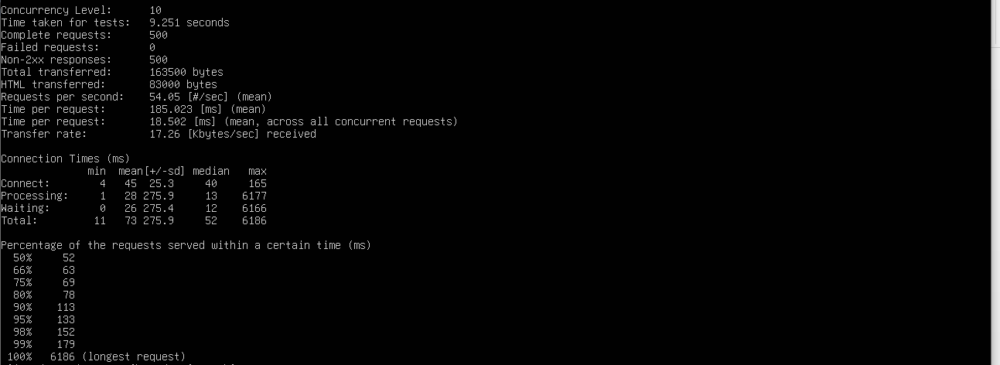 Concurrency Level:      10
Time taken for tests:   9.251 seconds
Complete requests:      500
Failed requests:        0
Non-2xx responses:      500
Total transferred:      163500 bytes
HTML transferred:       83000 bytes
Requests per second:    54.05 [#/sec] (mean)
Time per request:       185.023 [ms] (mean)
Time per request:       18.502 [ms] (mean, across all concurrent requests)
Transfer rate:          17.26 [Kbytes/sec] received

Connection Times (ms)
              min  mean[+/-sd] median   max
Connect:        4   45  25.3     40     165
Processing:     1   28 275.9     13    6177
Waiting:        0   26 275.4     12    6166
Total:         11   73 275.9     52    6186

Percentage of the requests served within a certain time (ms)
  50%     52
  66%     63
  75%     69
  80%     78
  90%    113
  95%    133
  98%    152
  99%    179
 100%   6186 (longest request)